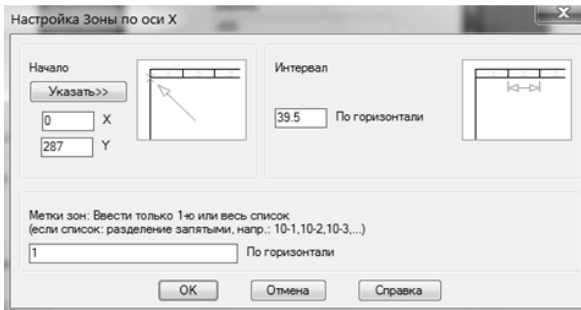 Настройка Зоны по оси X
Начало
Указать>>
0 X
287 Y
Интервал
39.5 По горизонтали
Метки зон: Ввести только 1-ю или весь список
(если список: разделение запятыми, напр.: 10-1,10-2,10-3,...)
1 По горизонтали
OK Отмена Справка